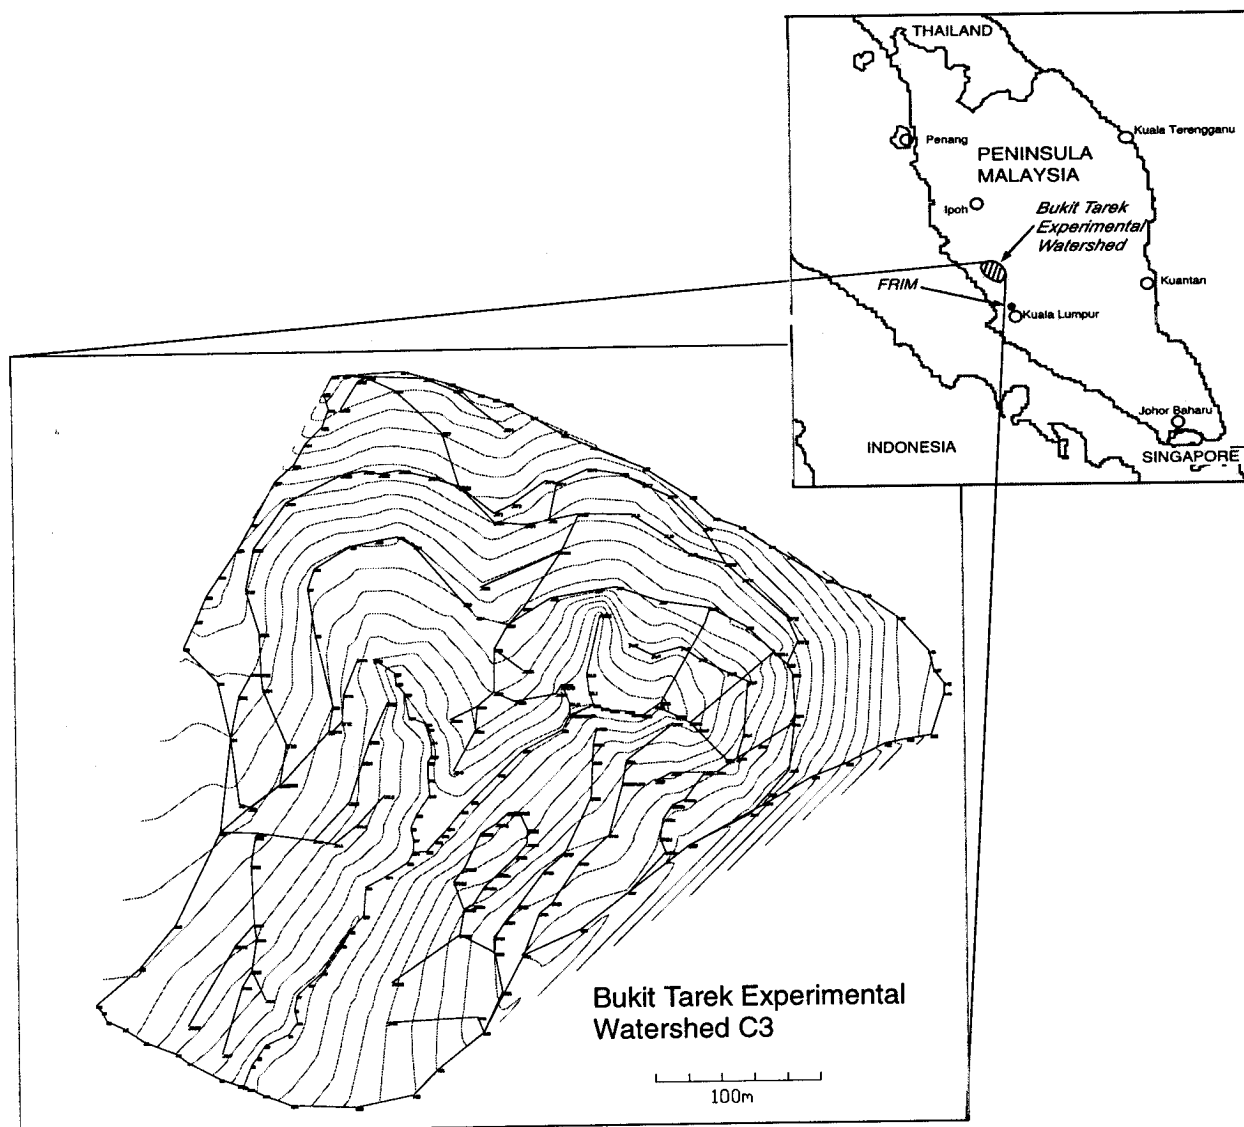 THAILAND
Kuala Terengganu
Penang
PENINSULA
MALAYSIA
Ipoh
Bukit Tarek
Experimental
Watershed
FRIM
Kuantan
Kuala Lumpur
Johor Baharu
INDONESIA
SINGAPORE
Bukit Tarek Experimental
Watershed C3
100m